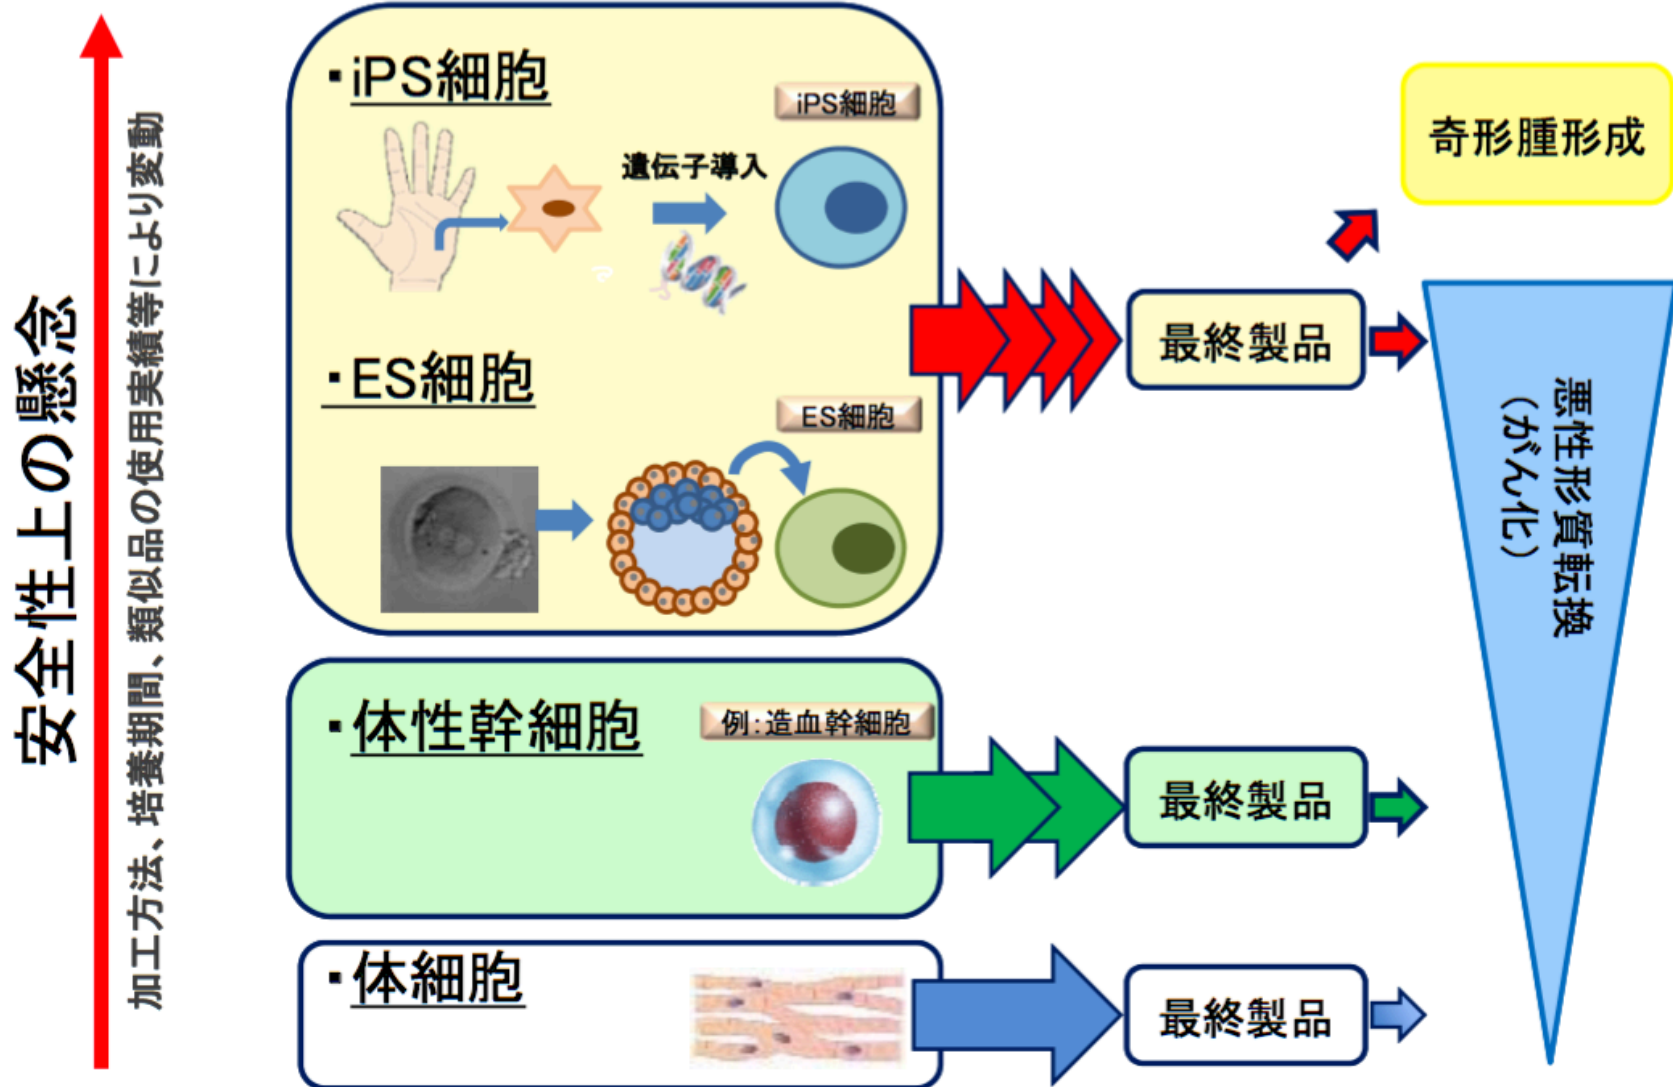 安全性上の懸念
加工方法、培養期間、類似品の使用実績等により変動
・iPS細胞
iPS細胞
遺伝子導入
・ES細胞
ES細胞
最終製品
奇形腫形成
悪性形質転換
（がん化）
・体性幹細胞
例：造血幹細胞
最終製品
・体細胞
最終製品